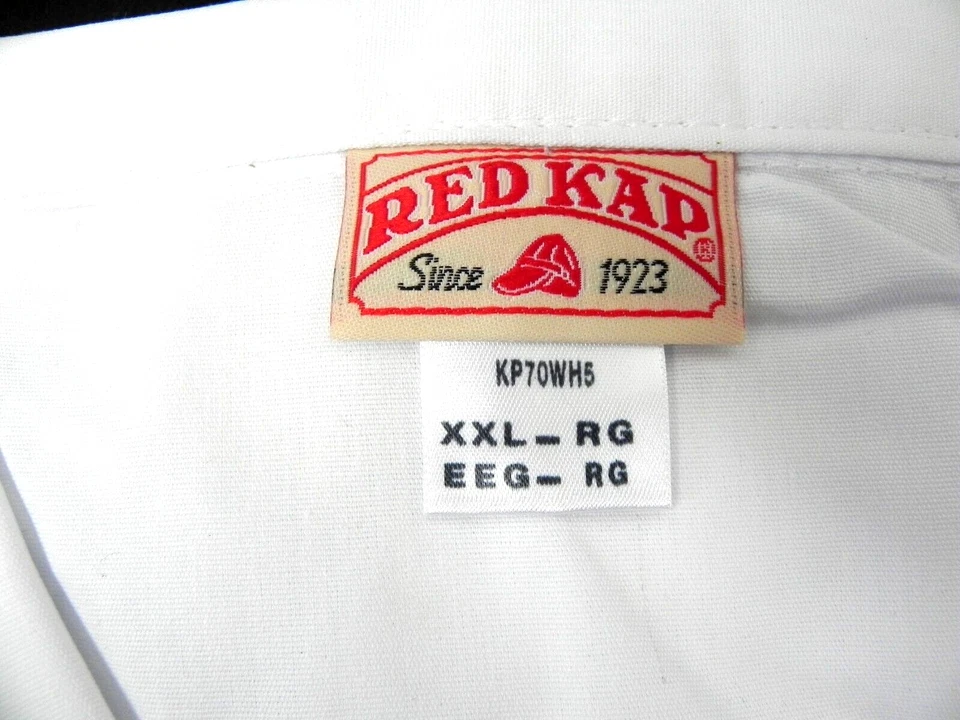 RED KAP
Since 1923
KP70WH5
XXL – RG
EEG – RG